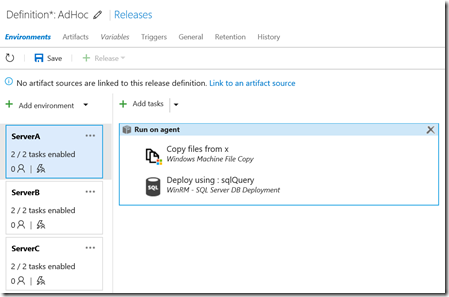 Definition*: AdHoc | Releases
Environments Artifacts Variables Triggers General Retention History
Save Release
No artifact sources are linked to this release definition. Link to an artifact source
Add environment
Add tasks
ServerA
2 / 2 tasks enabled
0
ServerB
2 / 2 tasks enabled
0
ServerC
2 / 2 tasks enabled
0
Run on agent
Copy files from x
Windows Machine File Copy
SQL
Deploy using : sqlQuery
WinRM - SQL Server DB Deployment